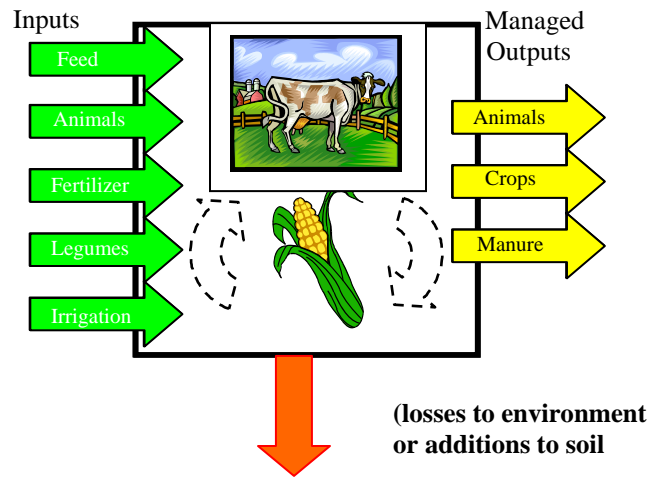 Inputs
Managed
Outputs
Feed
Animals
Fertilizer
Legumes
Irrigation
Animals
Crops
Manure
(losses to environment
or additions to soil